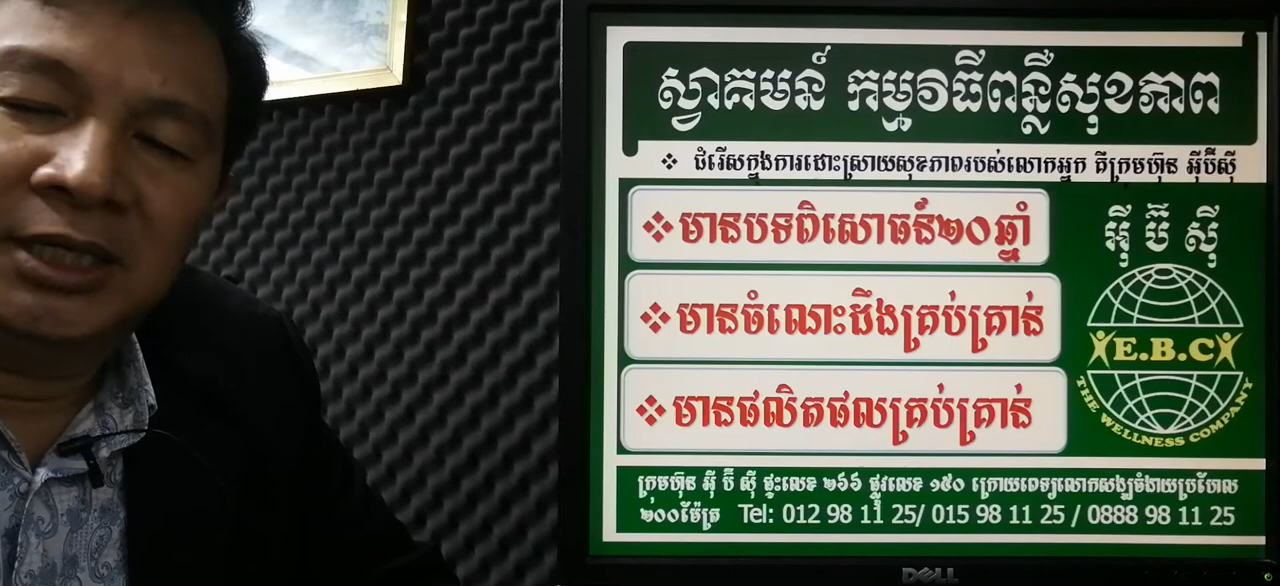 ស្វាគមន៍ កម្មវិធីពន្លឺសុខភាព
❖ ជំរើសក្នុងការដោះស្រាយសុខភាពរបស់លោកអ្នក គឺក្រុមហ៊ុន អ៊ីប៊ីស៊ី
❖មានបទពិសោធន៍២០ឆ្នាំ
❖មានចំណេះដឹងគ្រប់គ្រាន់
❖មានផលិតផលគ្រប់គ្រាន់
អ៊ី ប៊ី ស៊ី
E.B.C
THE WELLNESS COMPANY
ក្រុមហ៊ុន អ៊ី ប៊ី ស៊ី ផ្ទះលេខ ២៦៦ ផ្លូវលេខ ១៥០ ក្រោយពេទ្យលោកសង្ឃចំងាយប្រហែល
២០០ម៉ែត្រ Tel: 012 98 11 25/ 015 98 11 25 / 0888 98 11 25
DELL